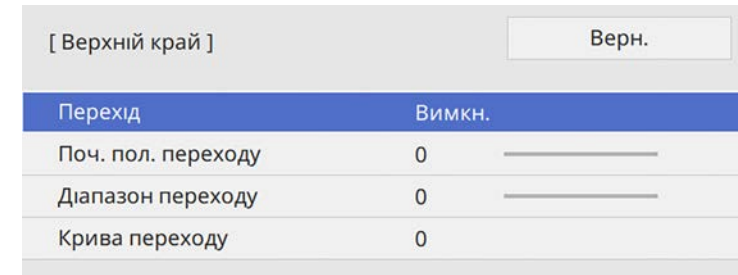 [ Верхній край ] Верн.
Перехід Вимкн.
Поч. пол. переходу 0
Діапазон переходу 0
Крива переходу 0